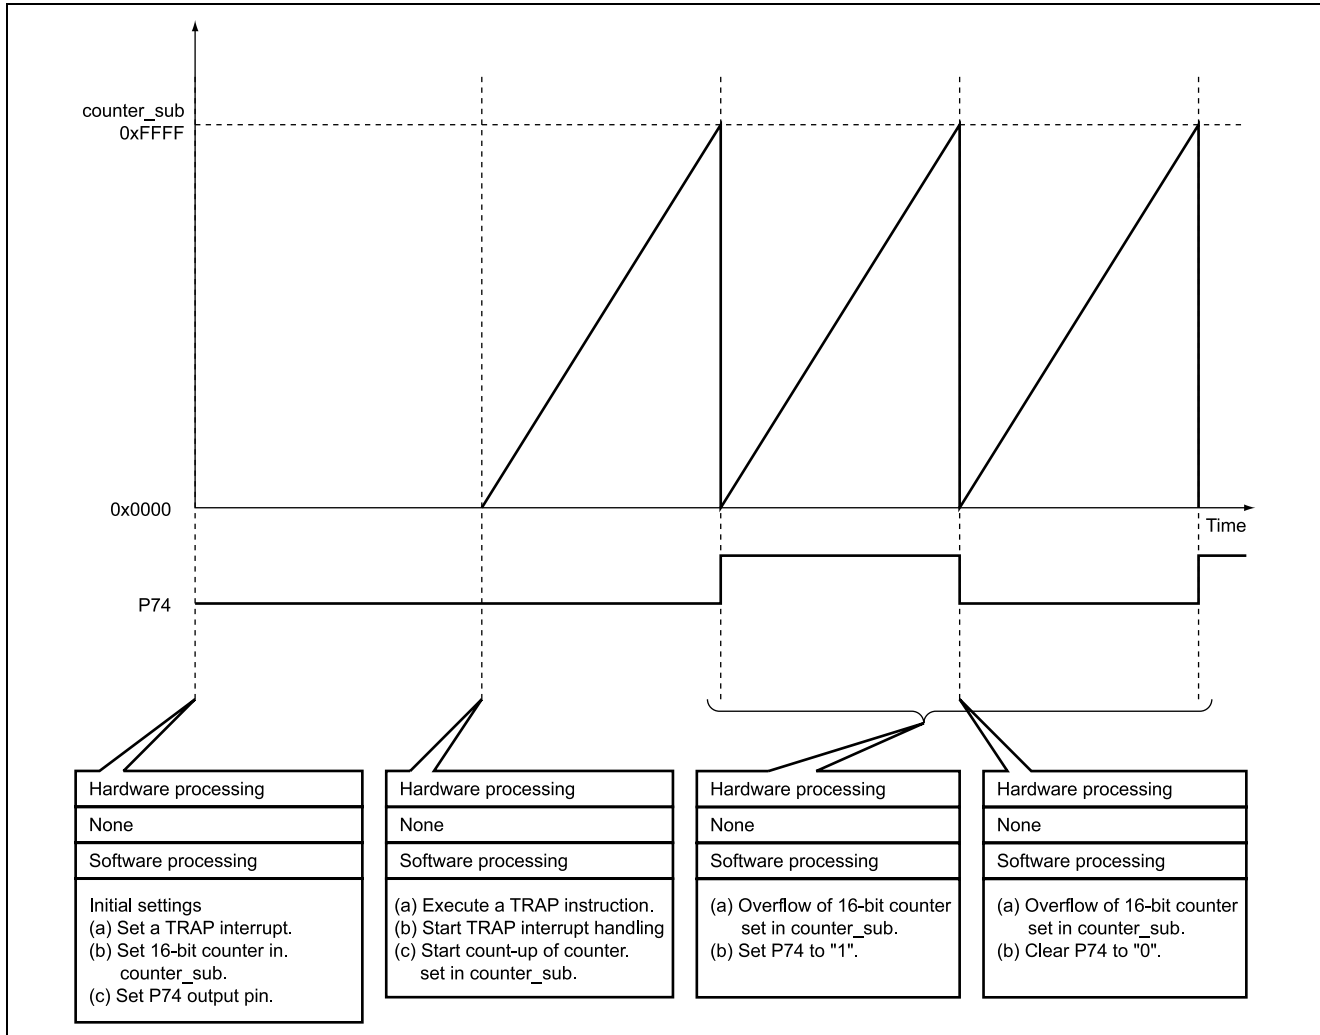 counter_sub
0xFFFF
0x0000
Time
P74
Hardware processing
None
Software processing
Initial settings
(a) Set a TRAP interrupt.
(b) Set 16-bit counter in.
counter_sub.
(c) Set P74 output pin.
Hardware processing
None
Software processing
(a) Execute a TRAP instruction.
(b) Start TRAP interrupt handling
(c) Start count-up of counter.
set in counter_sub.
Hardware processing
None
Software processing
(a) Overflow of 16-bit counter
set in counter_sub.
(b) Set P74 to "1".
Hardware processing
None
Software processing
(a) Overflow of 16-bit counter
set in counter_sub.
(b) Clear P74 to "0".